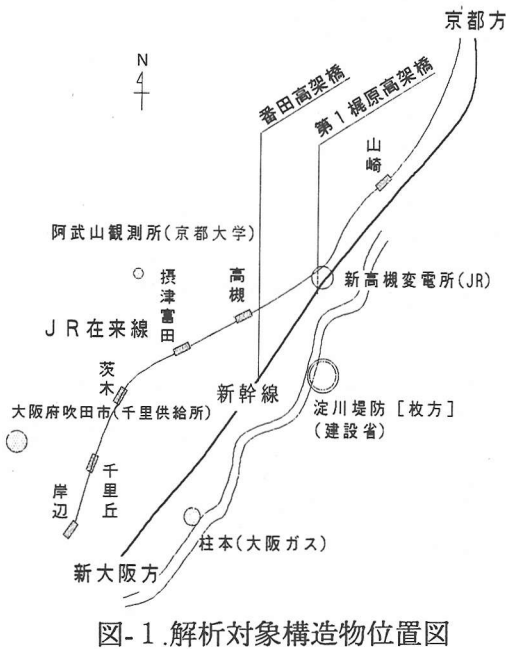 京都方
N
番田高架橋
第1梶原高架橋
山崎
阿武山観測所(京都大学)
新高槻変電所(JR)
高槻
摂津富田
JR在来線
茨木
新幹線
大阪府吹田市(千里供給所)
淀川堤防[枚方]
(建設省)
千里丘
岸辺
柱本(大阪ガス)
新大阪方
図-1.解析対象構造物位置図